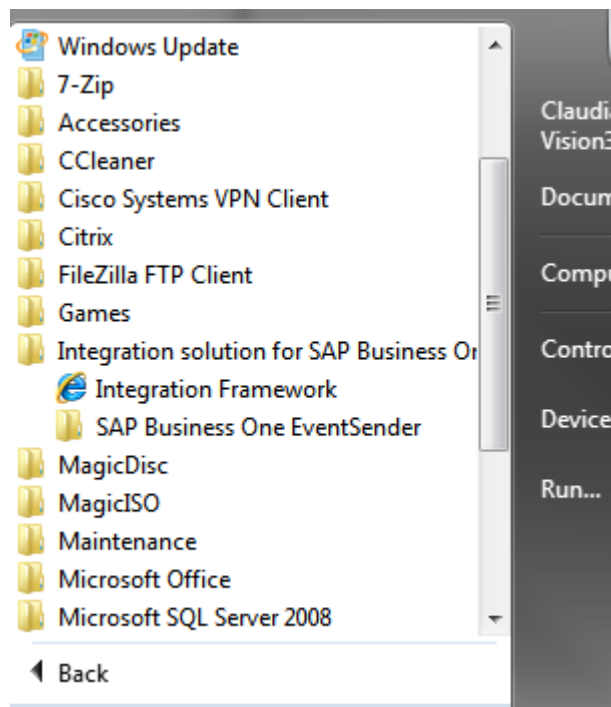 Windows Update
7-Zip
Accessories
CCleaner
Cisco Systems VPN Client
Citrix
FileZilla FTP Client
Games
Integration solution for SAP Business Or
Integration Framework
SAP Business One EventSender
MagicDisc
MagicISO
Maintenance
Microsoft Office
Microsoft SQL Server 2008
Back
Claudia
Vision3
Docum
Compu
Contro
Device
Run...